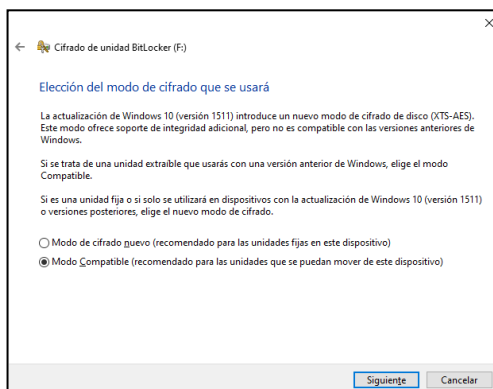 Cifrado de unidad BitLocker (F:)
Elección del modo de cifrado que se usará
La actualización de Windows 10 (versión 1511) introduce un nuevo modo de cifrado de disco (XTS-AES).
Este modo ofrece soporte de integridad adicional, pero no es compatible con las versiones anteriores de
Windows.
Si se trata de una unidad extraíble que usarás con una versión anterior de Windows, elige el modo
Compatible.
Si es una unidad fija o si solo se utilizará en dispositivos con la actualización de Windows 10 (versión 1511)
o versiones posteriores, elige el nuevo modo de cifrado.
Modo de cifrado nuevo (recomendado para las unidades fijas en este dispositivo)
Modo Compatible (recomendado para las unidades que se puedan mover de este dispositivo)
Siguiente Cancelar